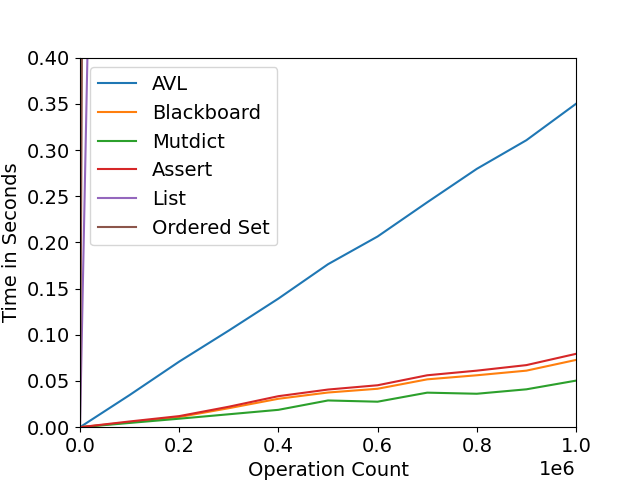 0.40
0.35
0.30
0.25
0.20
0.15
0.10
0.05
0.00
Time in Seconds
AVL
Blackboard
Mutdict
Assert
List
Ordered Set
0.0 0.2 0.4 0.6 0.8 1.0
1e6
Operation Count